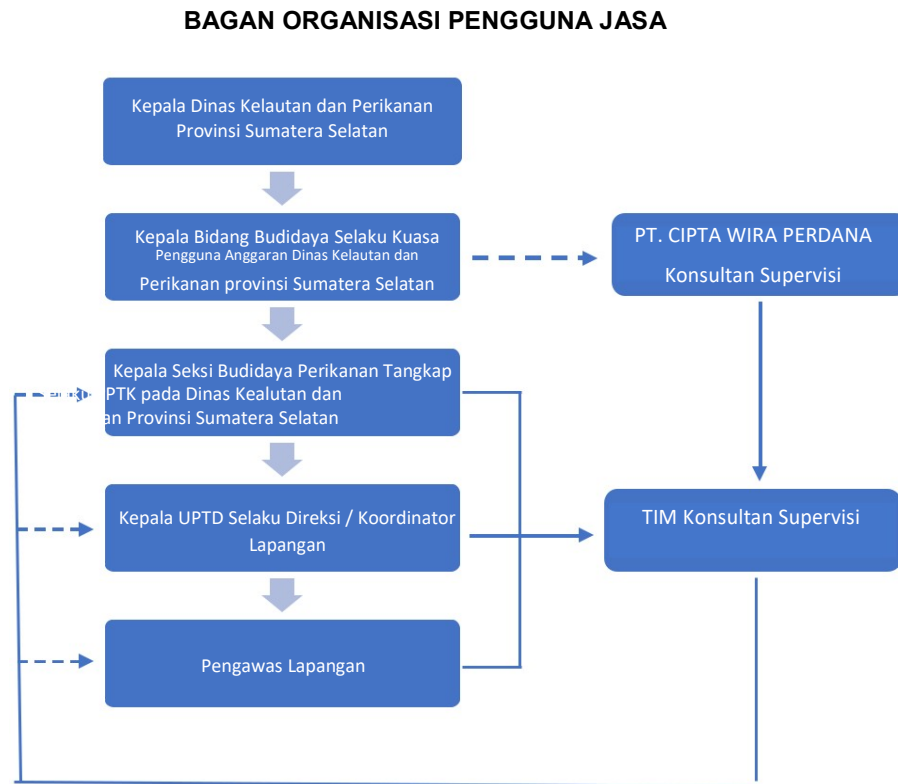 BAGAN ORGANISASI PENGGUNA JASA
Kepala Dinas Kelautan dan Perikanan
Provinsi Sumatera Selatan
Kepala Bidang Budidaya Selaku Kuasa
Pengguna Anggaran Dinas Kelautan dan
Perikanan provinsi Sumatera Selatan
PT. CIPTA WIRA PERDANA
Konsultan Supervisi
Kepala Seksi Budidaya Perikanan Tangkap
PTK pada Dinas Kealutan dan
an Provinsi Sumatera Selatan
Kepala UPTD Selaku Direksi / Koordinator
Lapangan
TIM Konsultan Supervisi
Pengawas Lapangan